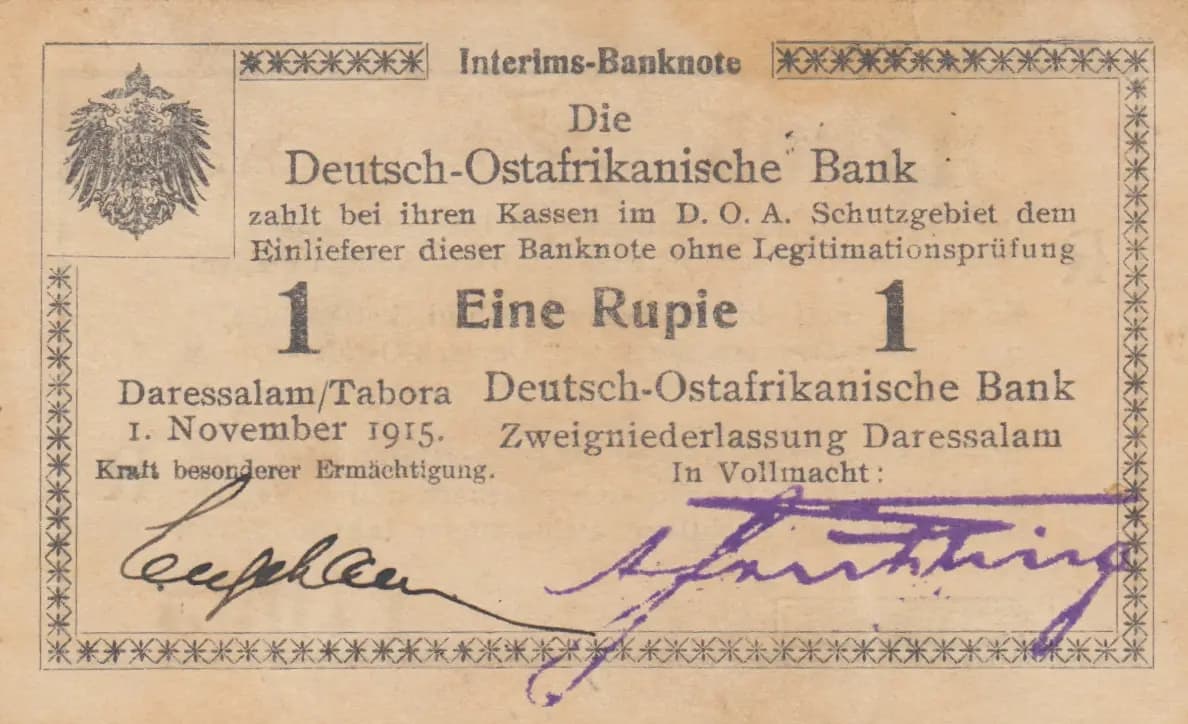 Interims-Banknote
Die
Deutsch-Ostafrikanische Bank
zahlt bei ihren Kassen im D. O. A. Schutzgebiet dem
Einlieferer dieser Banknote ohne Legitimationsprüfung
1 Eine Rupie 1
Daressalam/Tabora
1. November 1915.
Kraft besonderer Ermächtigung.
Deutsch-Ostafrikanische Bank
Zweigniederlassung Daressalam
In Vollmacht: